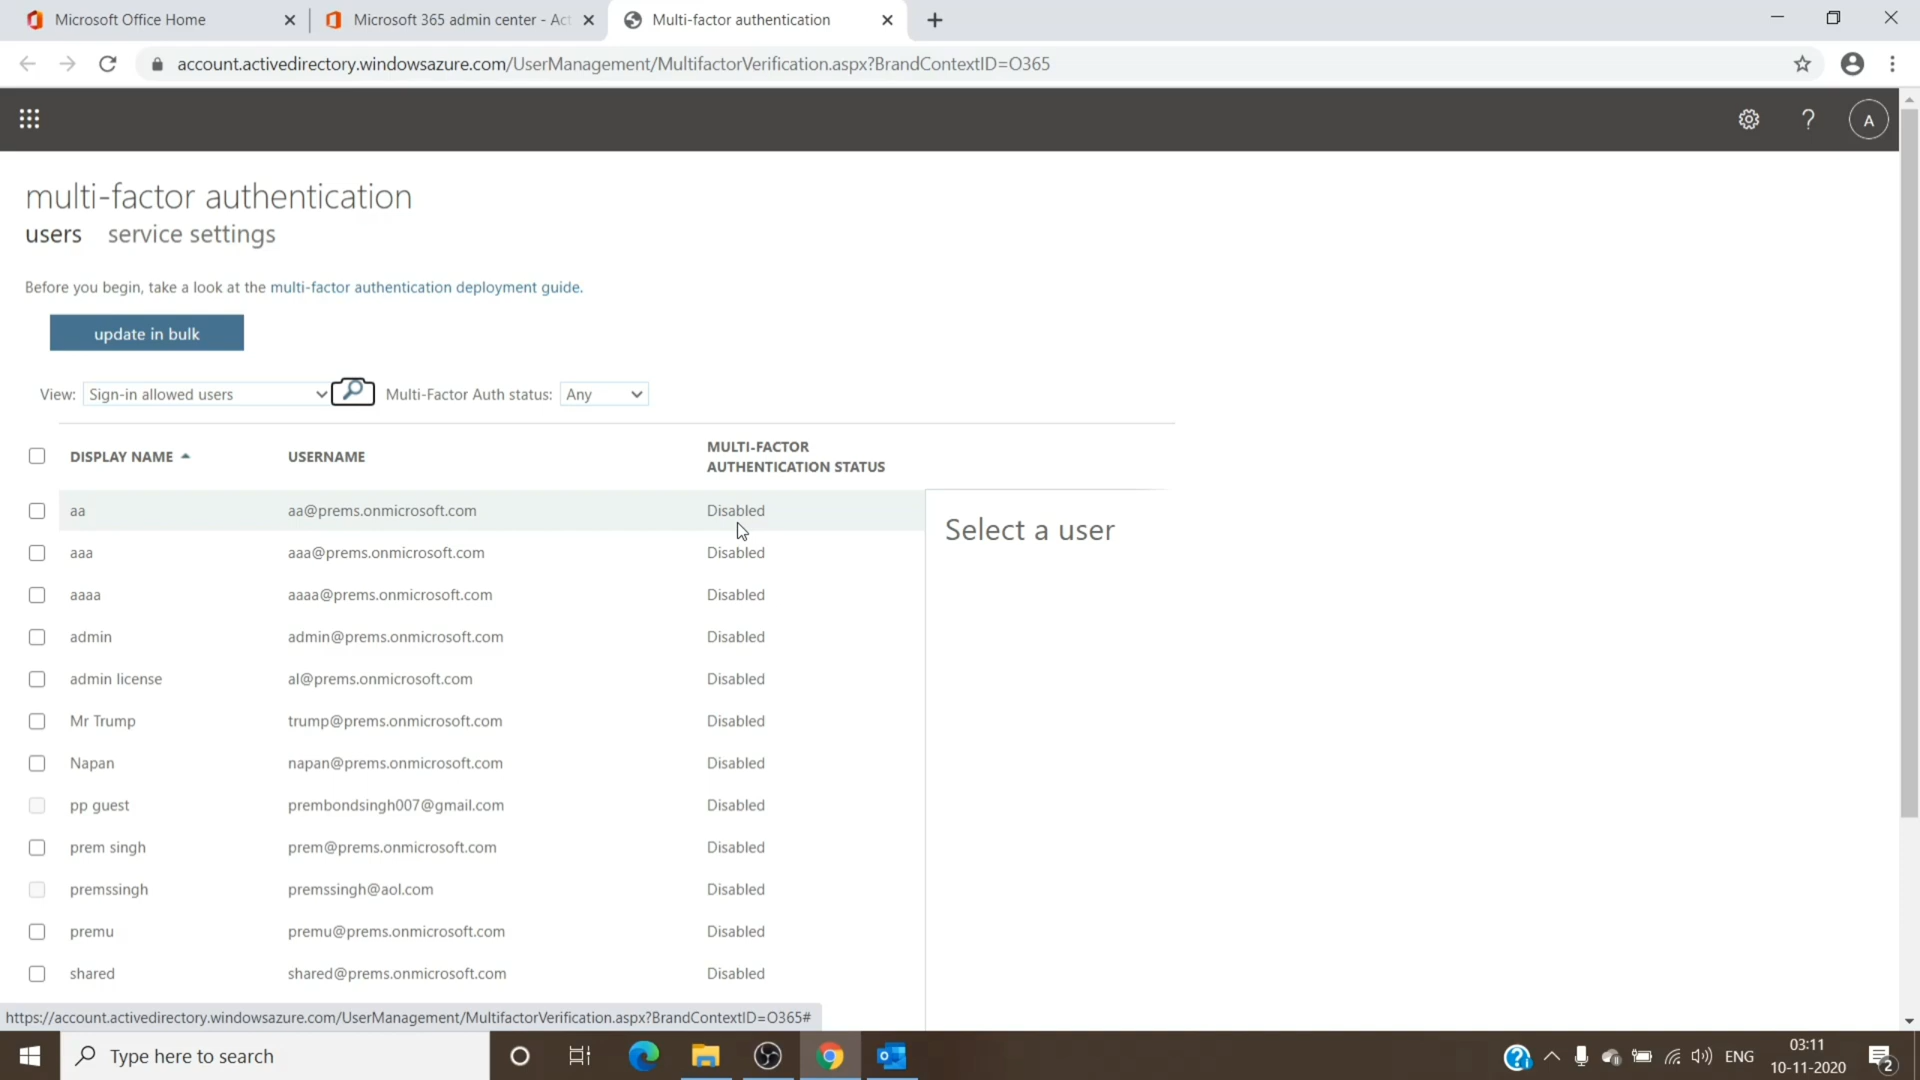 Microsoft Office Home
Microsoft 365 admin center - Act
Multi-factor authentication
account.activedirectory.windowsazure.com/UserManagement/MultifactorVerification.aspx?BrandContextID=O365
A
multi-factor authentication
users service settings
Before you begin, take a look at the multi-factor authentication deployment guide.
update in bulk
View: Sign-in allowed users Multi-Factor Auth status: Any
DISPLAY NAME USERNAME MULTI-FACTOR
AUTHENTICATION STATUS
aa aa@prems.onmicrosoft.com Disabled
Select a user
aaa aaa@prems.onmicrosoft.com Disabled
aaaa aaaa@prems.onmicrosoft.com Disabled
admin admin@prems.onmicrosoft.com Disabled
admin license al@prems.onmicrosoft.com Disabled
Mr Trump trump@prems.onmicrosoft.com Disabled
Napan napan@prems.onmicrosoft.com Disabled
pp guest prembondsingh007@gmail.com Disabled
prem singh prem@prems.onmicrosoft.com Disabled
premssingh premssingh@aol.com Disabled
premu premu@prems.onmicrosoft.com Disabled
shared shared@prems.onmicrosoft.com Disabled
https://account.activedirectory.windowsazure.com/UserManagement/MultifactorVerification.aspx?BrandContextID=O365#
Type here to search
ENG
03:11
10-11-2020
2